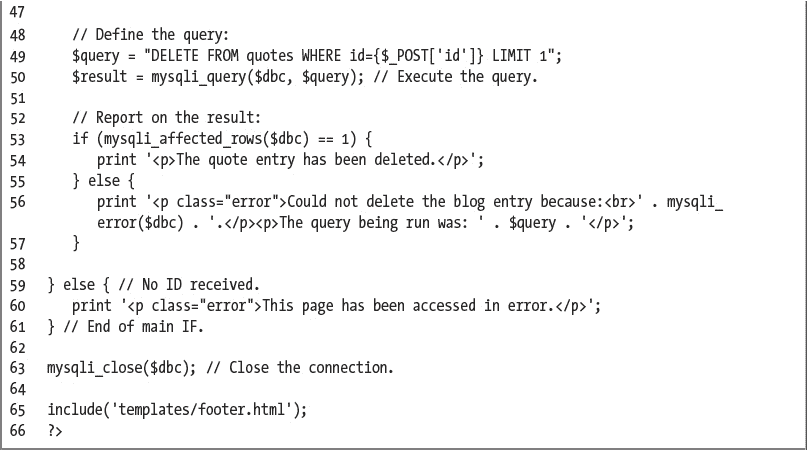 47
48 // Define the query:
49 $query = "DELETE FROM quotes WHERE id={$_POST['id']} LIMIT 1";
50 $result = mysqli_query($dbc, $query); // Execute the query.
51
52 // Report on the result:
53 if (mysqli_affected_rows($dbc) == 1) {
54 print '<p>The quote entry has been deleted.</p>';
55 } else {
56 print '<p class="error">Could not delete the blog entry because:<br>' . mysqli_
error($dbc) . '.</p><p>The query being run was: ' . $query . '</p>';
57 }
58
59 } else { // No ID received.
60 print '<p class="error">This page has been accessed in error.</p>';
61 } // End of main IF.
62
63 mysqli_close($dbc); // Close the connection.
64
65 include('templates/footer.html');
66 ?>